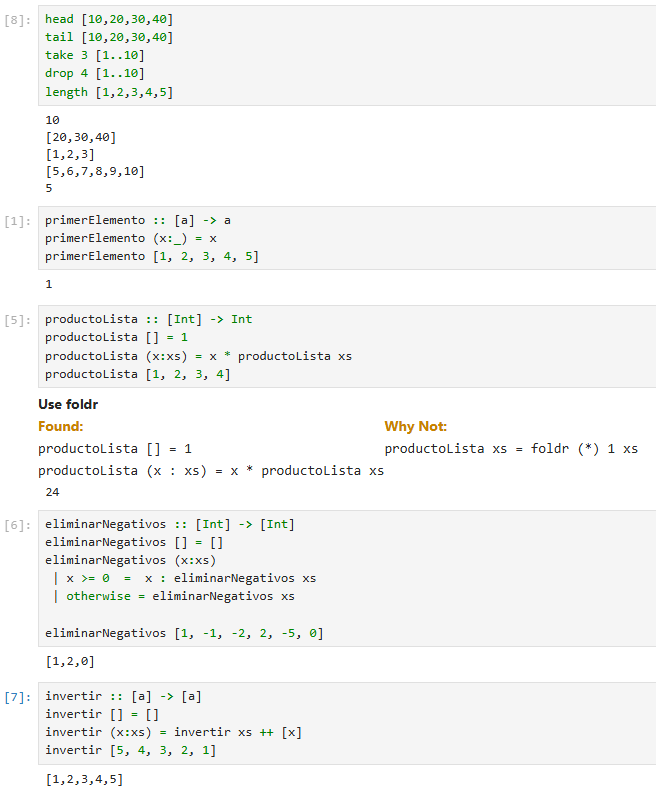 [8]: head [10,20,30,40]
tail [10,20,30,40]
take 3 [1..10]
drop 4 [1..10]
length [1,2,3,4,5]
10
[20,30,40]
[1,2,3]
[5,6,7,8,9,10]
5
[1]: primerElemento :: [a] -> a
primerElemento (x:_) = x
primerElemento [1, 2, 3, 4, 5]
1
[5]: productoLista :: [Int] -> Int
productoLista [] = 1
productoLista (x:xs) = x * productoLista xs
productoLista [1, 2, 3, 4]
Use foldr
Found: Why Not:
productoLista [] = 1 productoLista xs = foldr (*) 1 xs
productoLista (x : xs) = x * productoLista xs
24
[6]: eliminarNegativos :: [Int] -> [Int]
eliminarNegativos [] = []
eliminarNegativos (x:xs)
 | x >= 0  =  x : eliminarNegativos xs
 | otherwise = eliminarNegativos xs
eliminarNegativos [1, -1, -2, 2, -5, 0]
[1,2,0]
[7]: invertir :: [a] -> [a]
invertir [] = []
invertir (x:xs) = invertir xs ++ [x]
invertir [5, 4, 3, 2, 1]
[1,2,3,4,5]